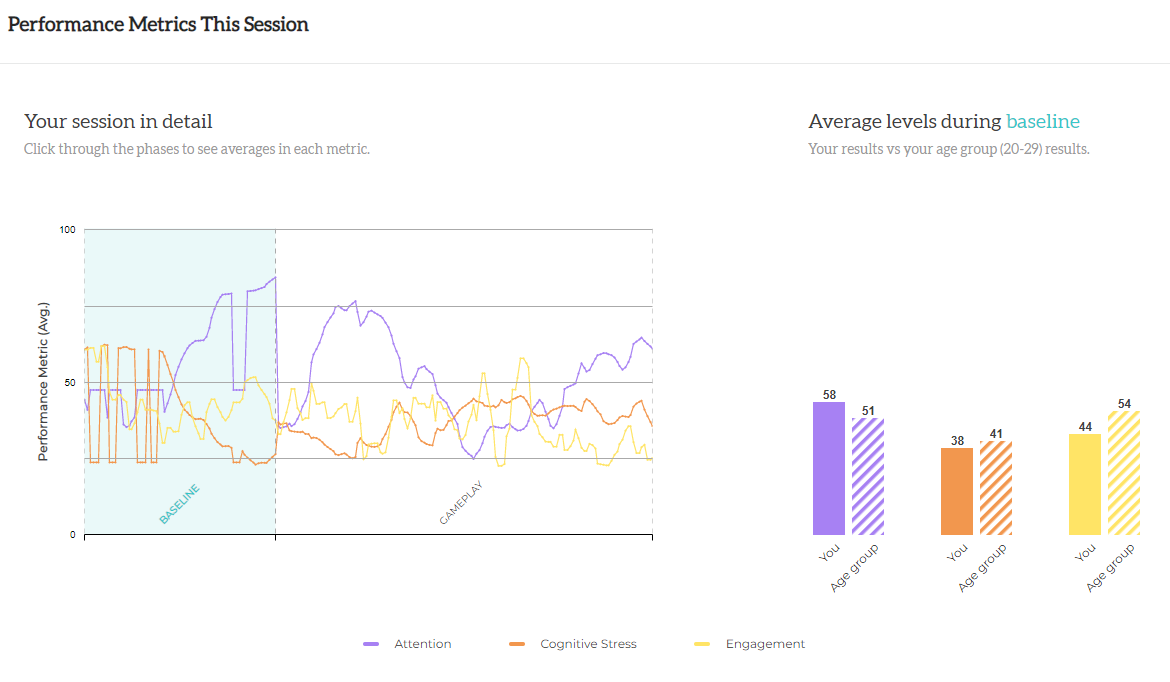 Performance Metrics This Session
Your session in detail
Click through the phases to see averages in each metric.
Average levels during baseline
Your results vs your age group (20-29) results.
Performance Metric (Avg.)
100
50
0
BASELINE
GAMEPLAY
58
51
38
41
44
54
You
Age group
You
Age group
You
Age group
Attention
Cognitive Stress
Engagement